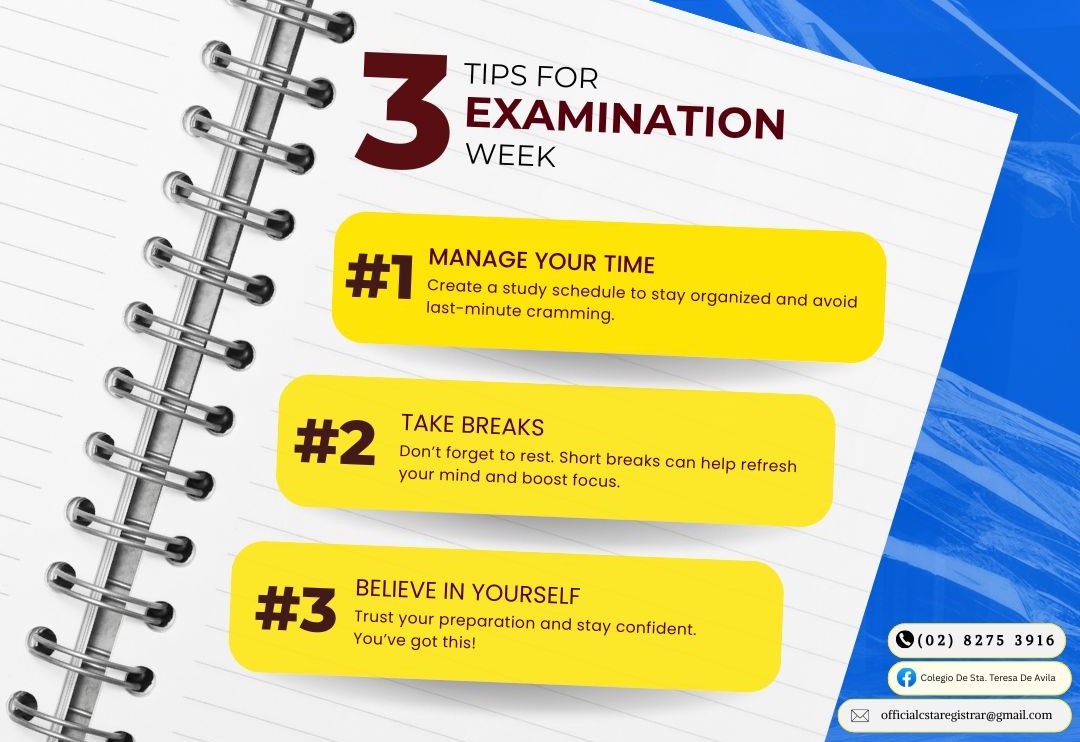 3
TIPS FOR
EXAMINATION
WEEK
#1
MANAGE YOUR TIME
Create a study schedule to stay organized and avoid
last-minute cramming.
#2
TAKE BREAKS
Don't forget to rest. Short breaks can help refresh
your mind and boost focus.
#3
BELIEVE IN YOURSELF
Trust your preparation and stay confident.
You've got this!
(02) 8275 3916
Colegio De Sta. Teresa De Avila
officialcstaregistrar@gmail.com